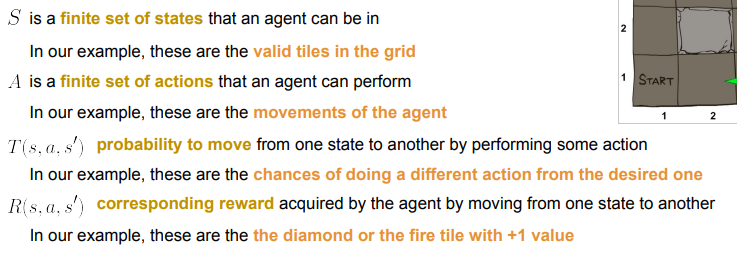 S is a finite set of states that an agent can be in
In our example, these are the valid tiles in the grid
A is a finite set of actions that an agent can perform
In our example, these are the movements of the agent
T(s, a, s′) probability to move from one state to another by performing some action
In our example, these are the chances of doing a different action from the desired one
R(s, a, s′) corresponding reward acquired by the agent by moving from one state to another
In our example, these are the the diamond or the fire tile with +1 value
2
1 START
1 2